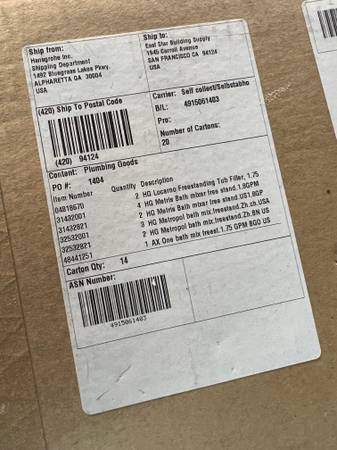 Ship from:
Hansgrohe Inc.
Shipping Department
1492 Bluegrass Lakes Pkwy.
ALPHARETTA GA 30004
USA
Ship to:
East Star Building Supply
1945 Carroll Avenue
SAN FRANCISCO CA 94124
USA
(420) Ship To Postal Code
(420) 94124
Carrier: Self collect/Selbstabho
B/L: 4915061403
Pro:
Number of Cartons:
20
Content: Plumbing Goods
PO #: 1404
Item Number Quantity Description
04818670 2 HG Locarno Freestanding Tub Filler, 1.75
31432001 4 HG Metris Bath mixer free stand.1.8GPM
31432821 2 HG Metris Bath mixer free stand.US1.8GP
32532001 3 HG Metropol bath mix.freestand.Zh.ch.USA
32532821 2 HG Metropol bath mix.freestand.Zh.BN US
48441251 1 AX One bath mix freest.1.75 GPM BGO US
Carton Qty: 14
ASN Number:
4915061403